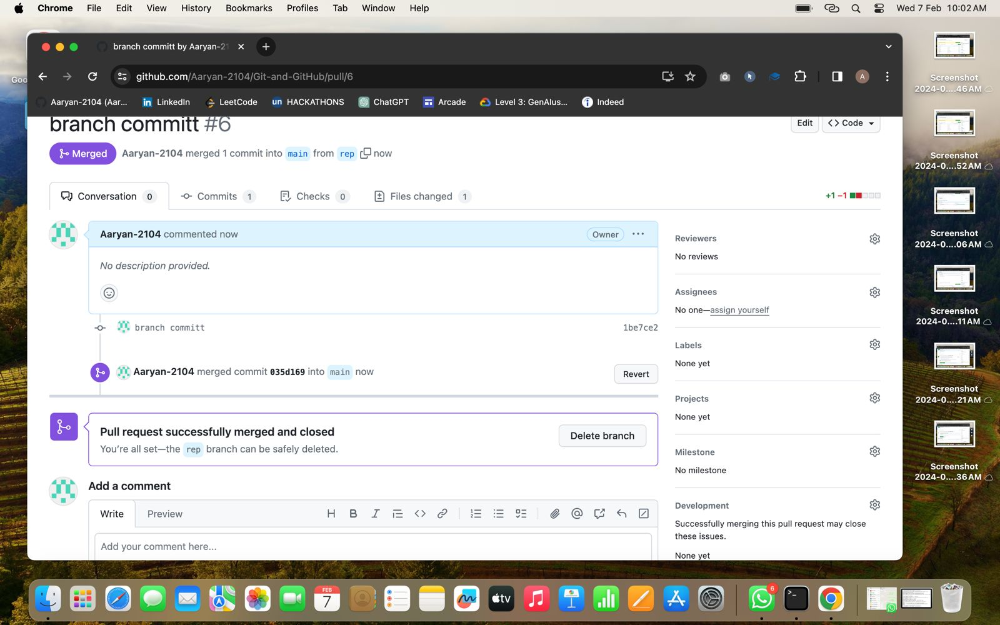 Chrome File Edit View History Bookmarks Profiles Tab Window Help Wed 7 Feb 10:02 AM
branch committ by Aaryan-21
github.com/Aaryan-2104/Git-and-GitHub/pull/6 A
Aaryan-2104 (Aar... LinkedIn LeetCode un HACKATHONS ChatGPT Arcade Level 3: GenAIus... Indeed
Goo
branch committ #6 Edit Code
Merged Aaryan-2104 merged 1 commit into main from rep now
Conversation 0 Commits 1 Checks 0 Files changed 1 +1 −1
Aaryan-2104 commented now Owner ...
No description provided.
branch committ 1be7ce2
Aaryan-2104 merged commit 035d169 into main now Revert
Pull request successfully merged and closed
You're all set—the rep branch can be safely deleted.
Delete branch
Add a comment
Write Preview
Add your comment here...
Reviewers
No reviews
Assignees
No one—assign yourself
Labels
None yet
Projects
None yet
Milestone
No milestone
Development
Successfully merging this pull request may close
these issues.
None yet
Screenshot
2024-0....46 AM
Screenshot
2024-0....52 AM
Screenshot
2024-0....06 AM
Screenshot
2024-0....11 AM
Screenshot
2024-0....21 AM
Screenshot
2024-0....36 AM
FEB
7
tv
6